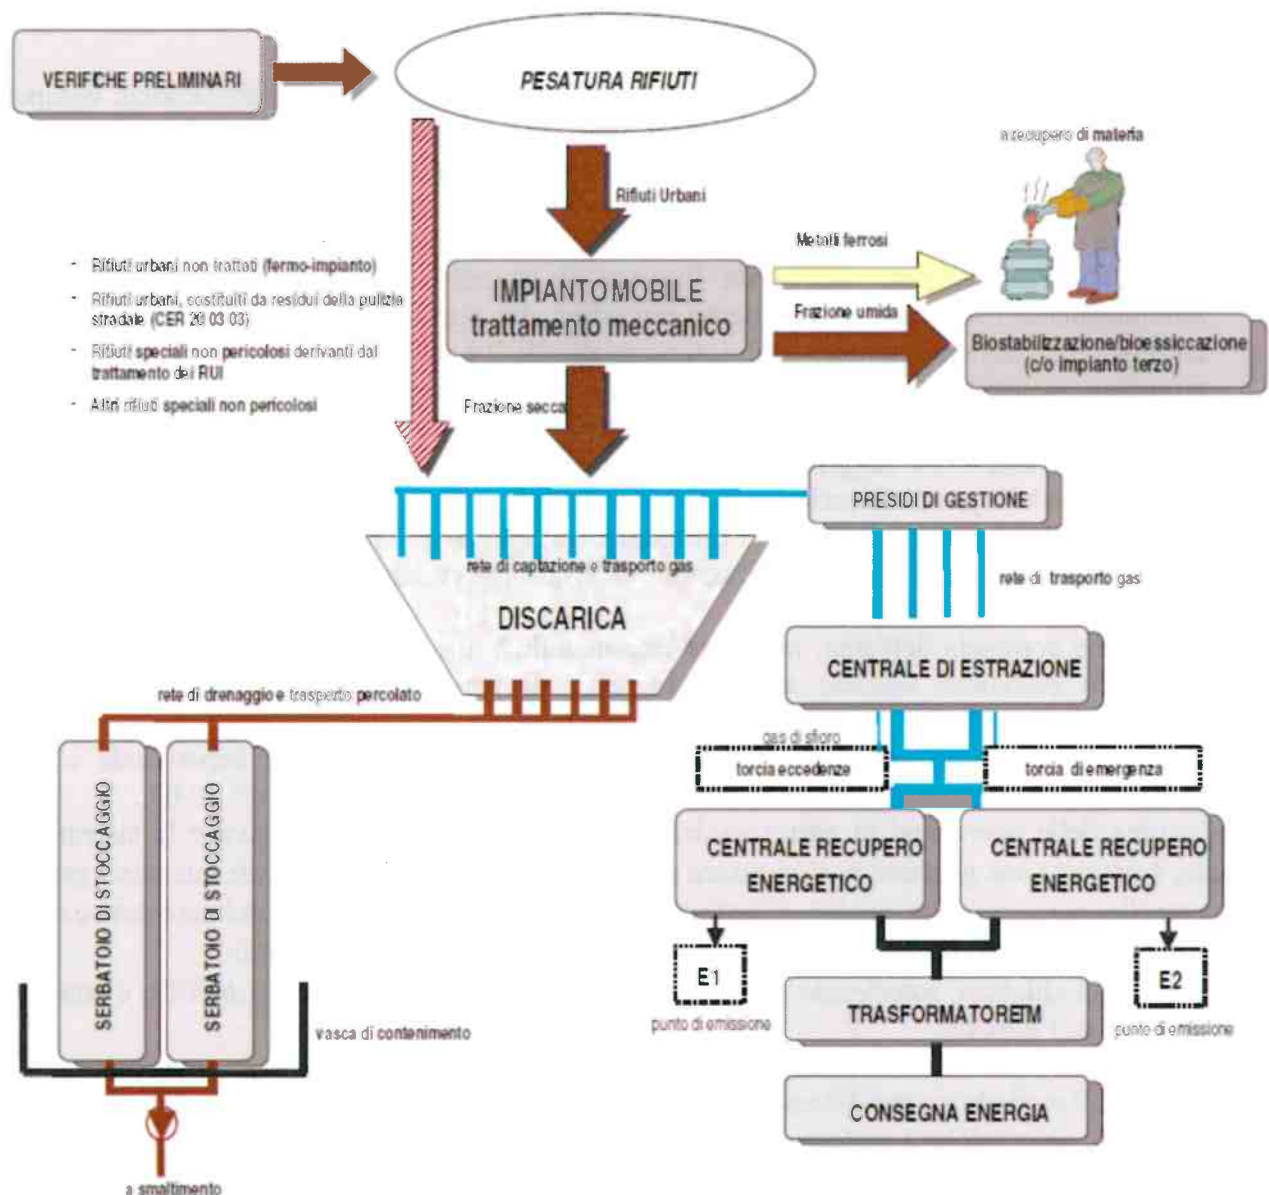 VERIFICHE PRELIMINARI
PESATURA RIFIUTI
a recupero di materia
Rifiuti Urbani
Metalli ferrosi
- Rifiuti urbani non trattati (fermo-impianto)
- Rifiuti urbani, costituiti da residui della pulizia
stradale (CER 20 03 03)
- Rifiuti speciali non pericolosi derivanti dal
trattamento dei RUI
- Altri rifiuti speciali non pericolosi
IMPIANTO MOBILE
trattamento meccanico
Frazione umida
Biostabilizzazione/bioessiccazione
(c/o impianto terzo)
Frazione secca
PRESIDI DI GESTIONE
rete di captazione e trasporto gas
DISCARICA
rete di trasporto gas
CENTRALE DI ESTRAZIONE
rete di drenaggio e trasporto percolato
gas di sfioro
torcia eccedenze
torcia di emergenza
SERBATOIO DI STOCCAGGIO
SERBATOIO DI STOCCAGGIO
CENTRALE RECUPERO
ENERGETICO
CENTRALE RECUPERO
ENERGETICO
E1
E2
punto di emissione
punto di emissione
TRASFORMATORE TM
vasca di contenimento
CONSEGNA ENERGIA
a smaltimento